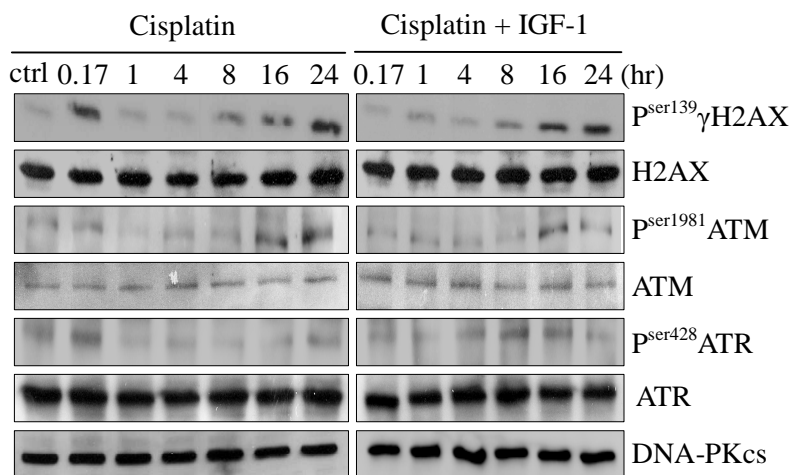 Cisplatin Cisplatin + IGF-1
ctrl 0.17 1 4 8 16 24 0.17 1 4 8 16 24 (hr)
Pser139γH2AX
H2AX
Pser1981ATM
ATM
Pser428ATR
ATR
DNA-PKcs